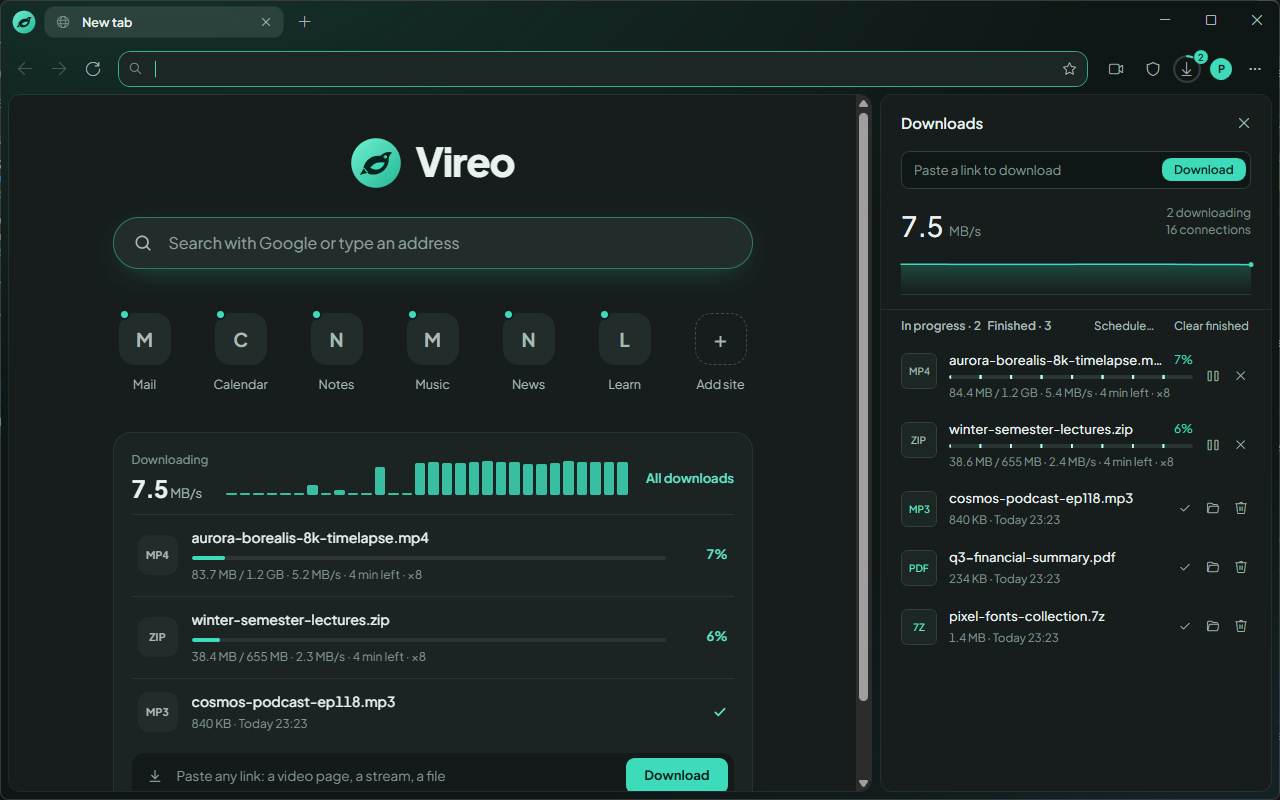 New tab
2
P
Vireo
Search with Google or type an address
M
C
N
M
N
L
+
Mail
Calendar
Notes
Music
News
Learn
Add site
Downloading
7.5 MB/s
All downloads
MP4
aurora-borealis-8k-timelapse.mp4
83.7 MB / 1.2 GB · 5.2 MB/s · 4 min left · ×8
7%
ZIP
winter-semester-lectures.zip
38.4 MB / 655 MB · 2.3 MB/s · 4 min left · ×8
6%
MP3
cosmos-podcast-ep118.mp3
840 KB · Today 23:23
Paste any link: a video page, a stream, a file
Download
Downloads
Paste a link to download
Download
7.5 MB/s
2 downloading
16 connections
In progress · 2 Finished · 3
Schedule...
Clear finished
MP4
aurora-borealis-8k-timelapse.m...
7%
84.4 MB / 1.2 GB · 5.4 MB/s · 4 min left · ×8
ZIP
winter-semester-lectures.zip
6%
38.6 MB / 655 MB · 2.4 MB/s · 4 min left · ×8
MP3
cosmos-podcast-ep118.mp3
840 KB · Today 23:23
PDF
q3-financial-summary.pdf
234 KB · Today 23:23
7Z
pixel-fonts-collection.7z
1.4 MB · Today 23:23